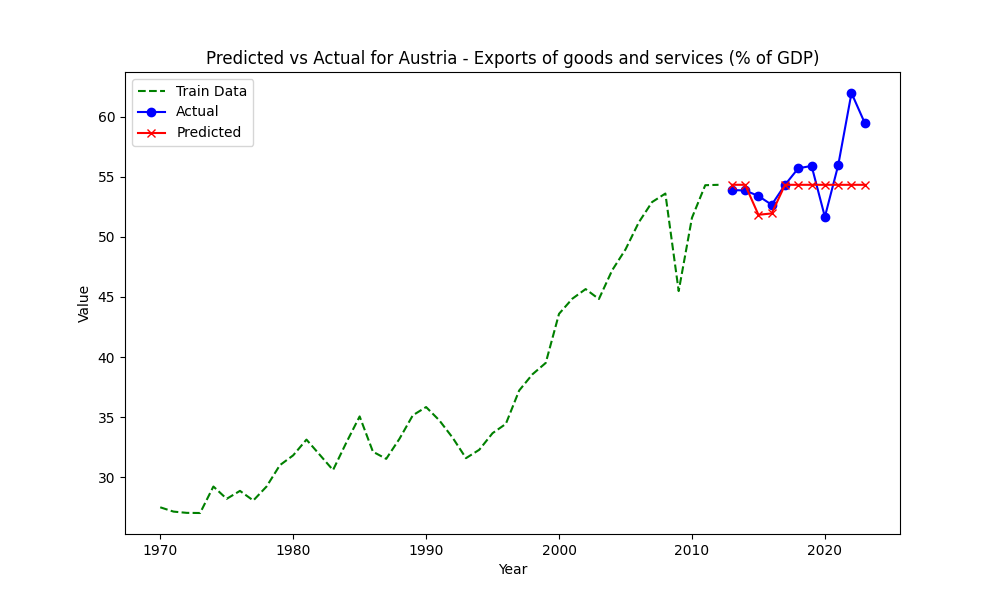 Predicted vs Actual for Austria - Exports of goods and services (% of GDP)
Train Data
Actual
Predicted
60
55
50
45
40
35
30
Value
1970 1980 1990 2000 2010 2020
Year